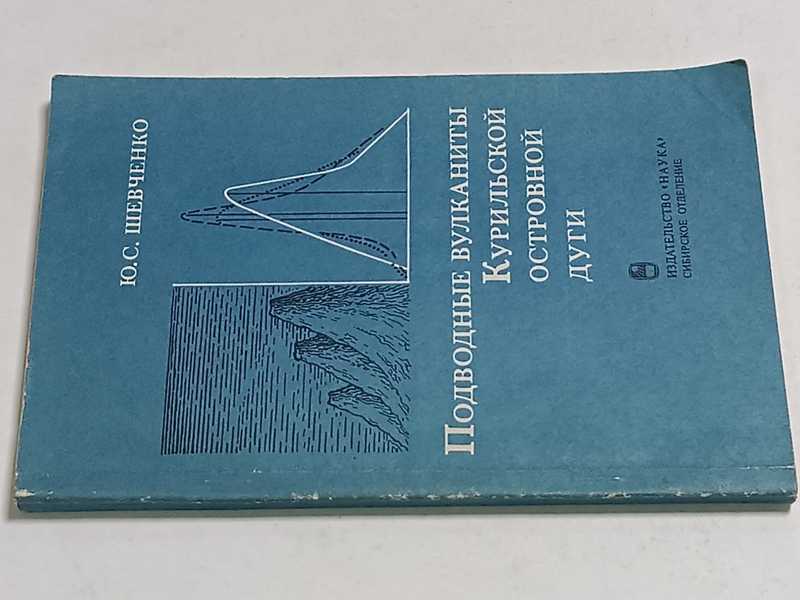 Ю.С. ШЕВЧЕНКО
ПОДВОДНЫЕ ВУЛКАНИТЫ
КУРИЛЬСКОЙ
ОСТРОВНОЙ
ДУГИ
ИЗДАТЕЛЬСТВО «НАУКА»
СИБИРСКОЕ ОТДЕЛЕНИЕ